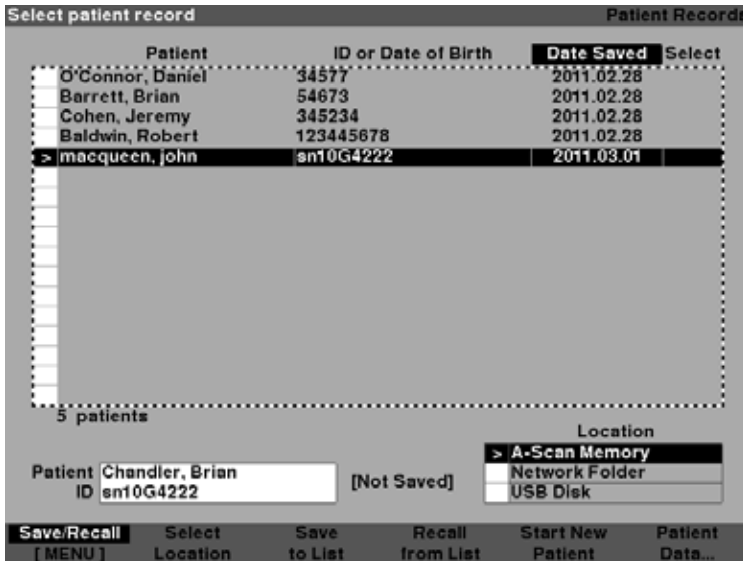 Select patient record Patient Records
Patient ID or Date of Birth Date Saved Select
O'Connor, Daniel 34577 2011.02.28
Barrett, Brian 54673 2011.02.28
Cohen, Jeremy 345234 2011.02.28
Baldwin, Robert 123445678 2011.02.28
> macqueen, john sn10G4222 2011.03.01
5 patients
Location
> A-Scan Memory
Network Folder
USB Disk
Patient Chandler, Brian
ID sn10G4222
[Not Saved]
Save/Recall Select Save Recall Start New Patient
[ MENU ] Location to List from List Patient Data...